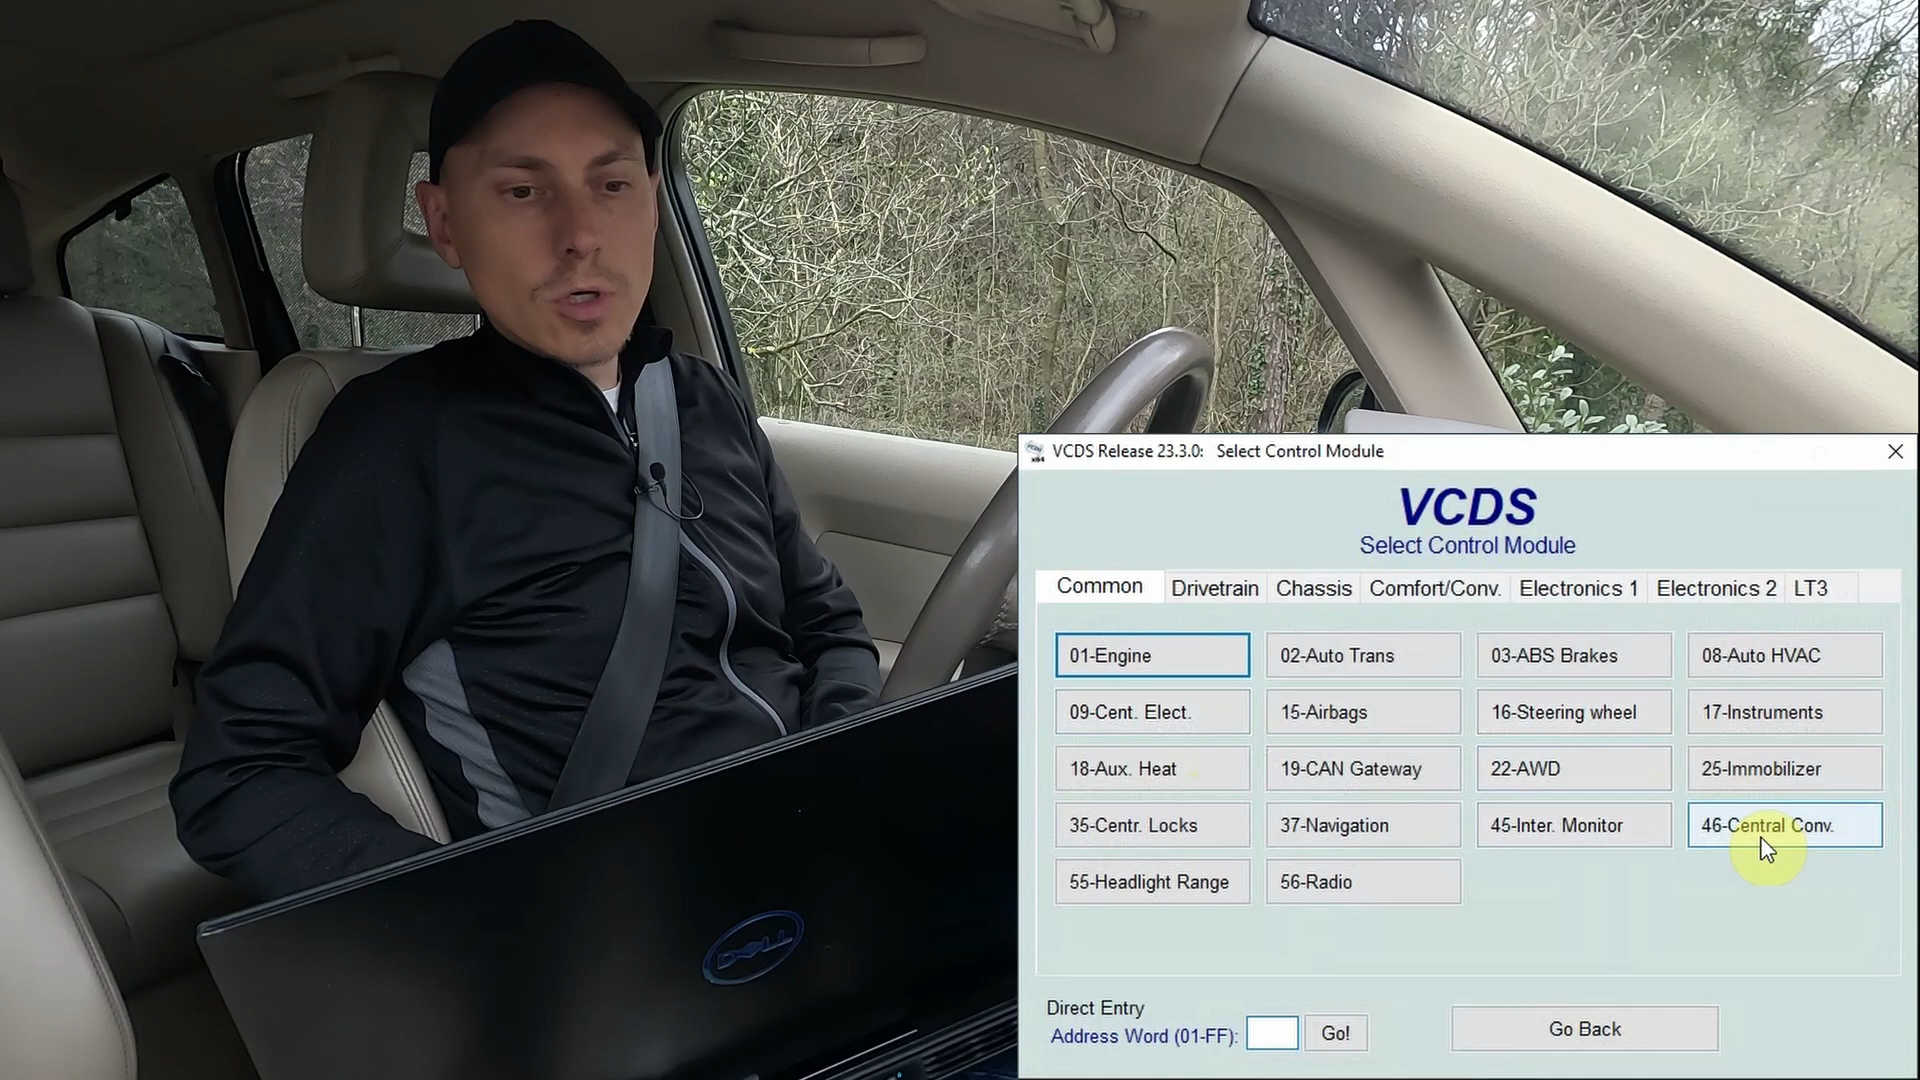 VCDS Release 23.3.0: Select Control Module
VCDS
Select Control Module
Common Drivetrain Chassis Comfort/Conv. Electronics 1 Electronics 2 LT3
01-Engine 02-Auto Trans 03-ABS Brakes 08-Auto HVAC
09-Cent. Elect. 15-Airbags 16-Steering wheel 17-Instruments
18-Aux. Heat 19-CAN Gateway 22-AWD 25-Immobilizer
35-Centr. Locks 37-Navigation 45-Inter. Monitor 46-Central Conv.
55-Headlight Range 56-Radio
Direct Entry
Address Word (01-FF): Go! Go Back
DELL